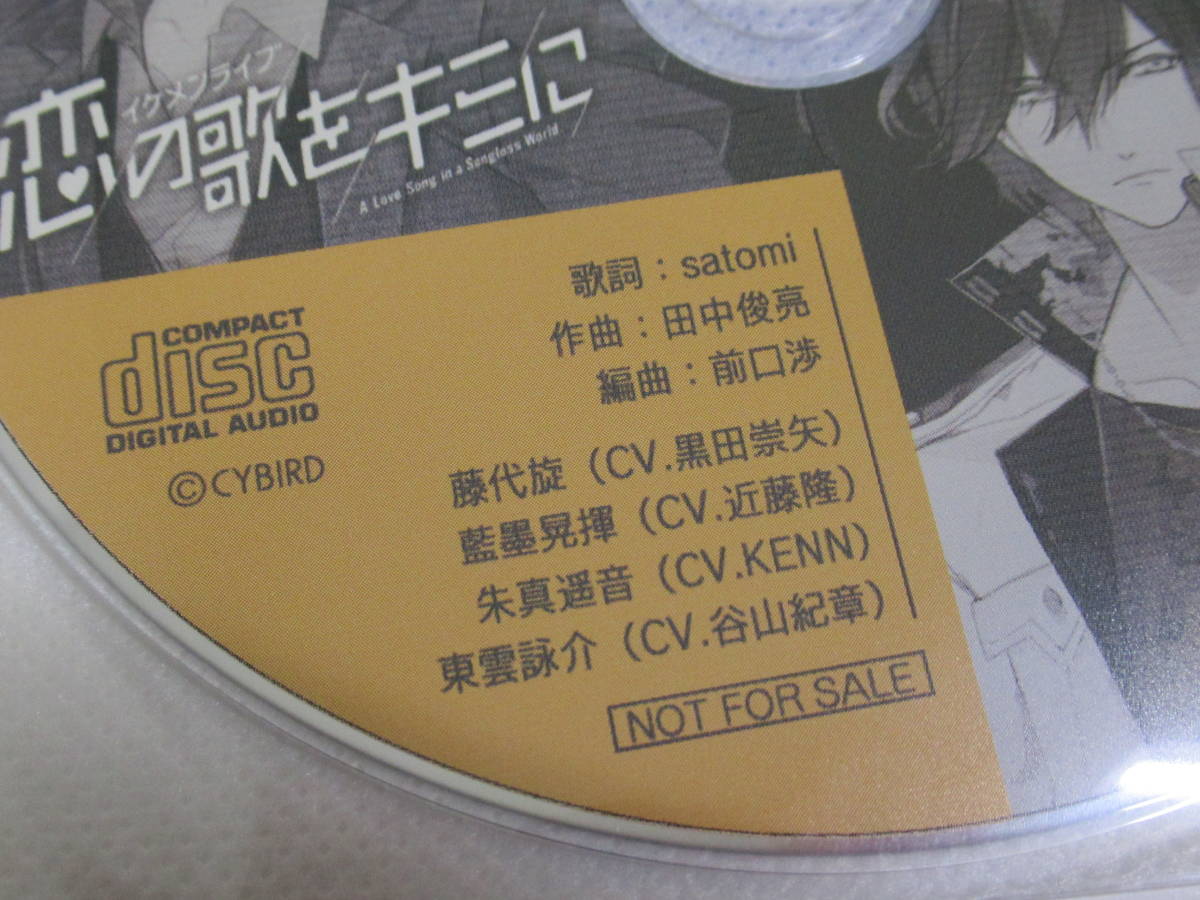 イケメンライブ
恋の歌をキミに
A Love Song in a Songless World
歌詞：satomi
作曲：田中俊亮
編曲：前口渉
COMPACT
disc
DIGITAL AUDIO
©CYBIRD
藤代旋（CV.黒田崇矢）
藍墨晃揮（CV.近藤隆）
朱真遥音（CV.KENN）
東雲詠介（CV.谷山紀章）
NOT FOR SALE